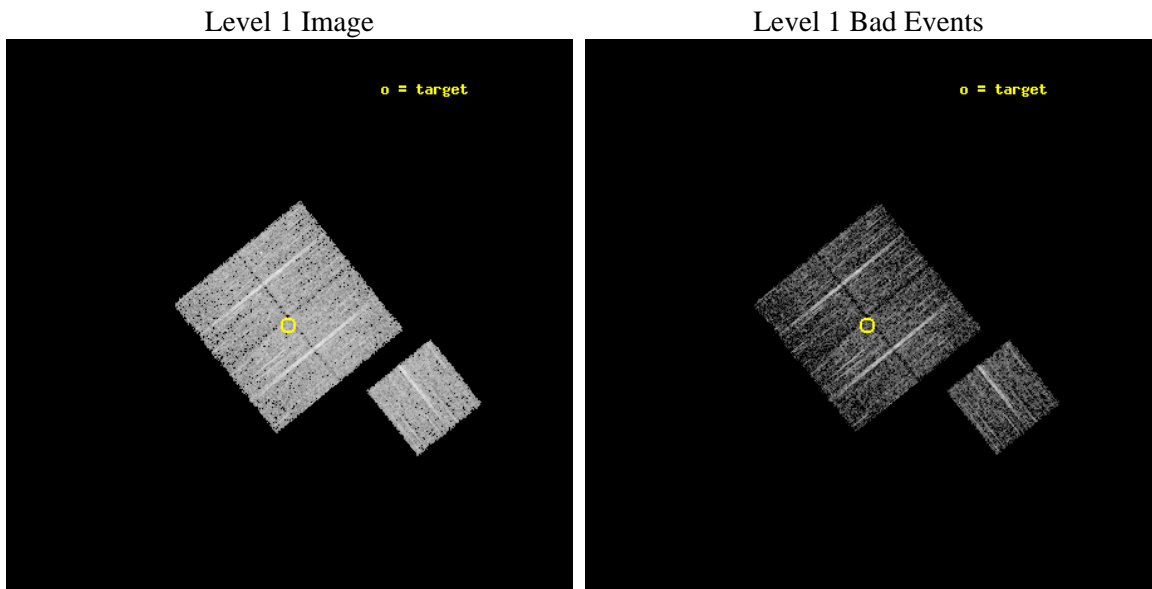 Level 1 Image
Level 1 Bad Events
o = target
o = target